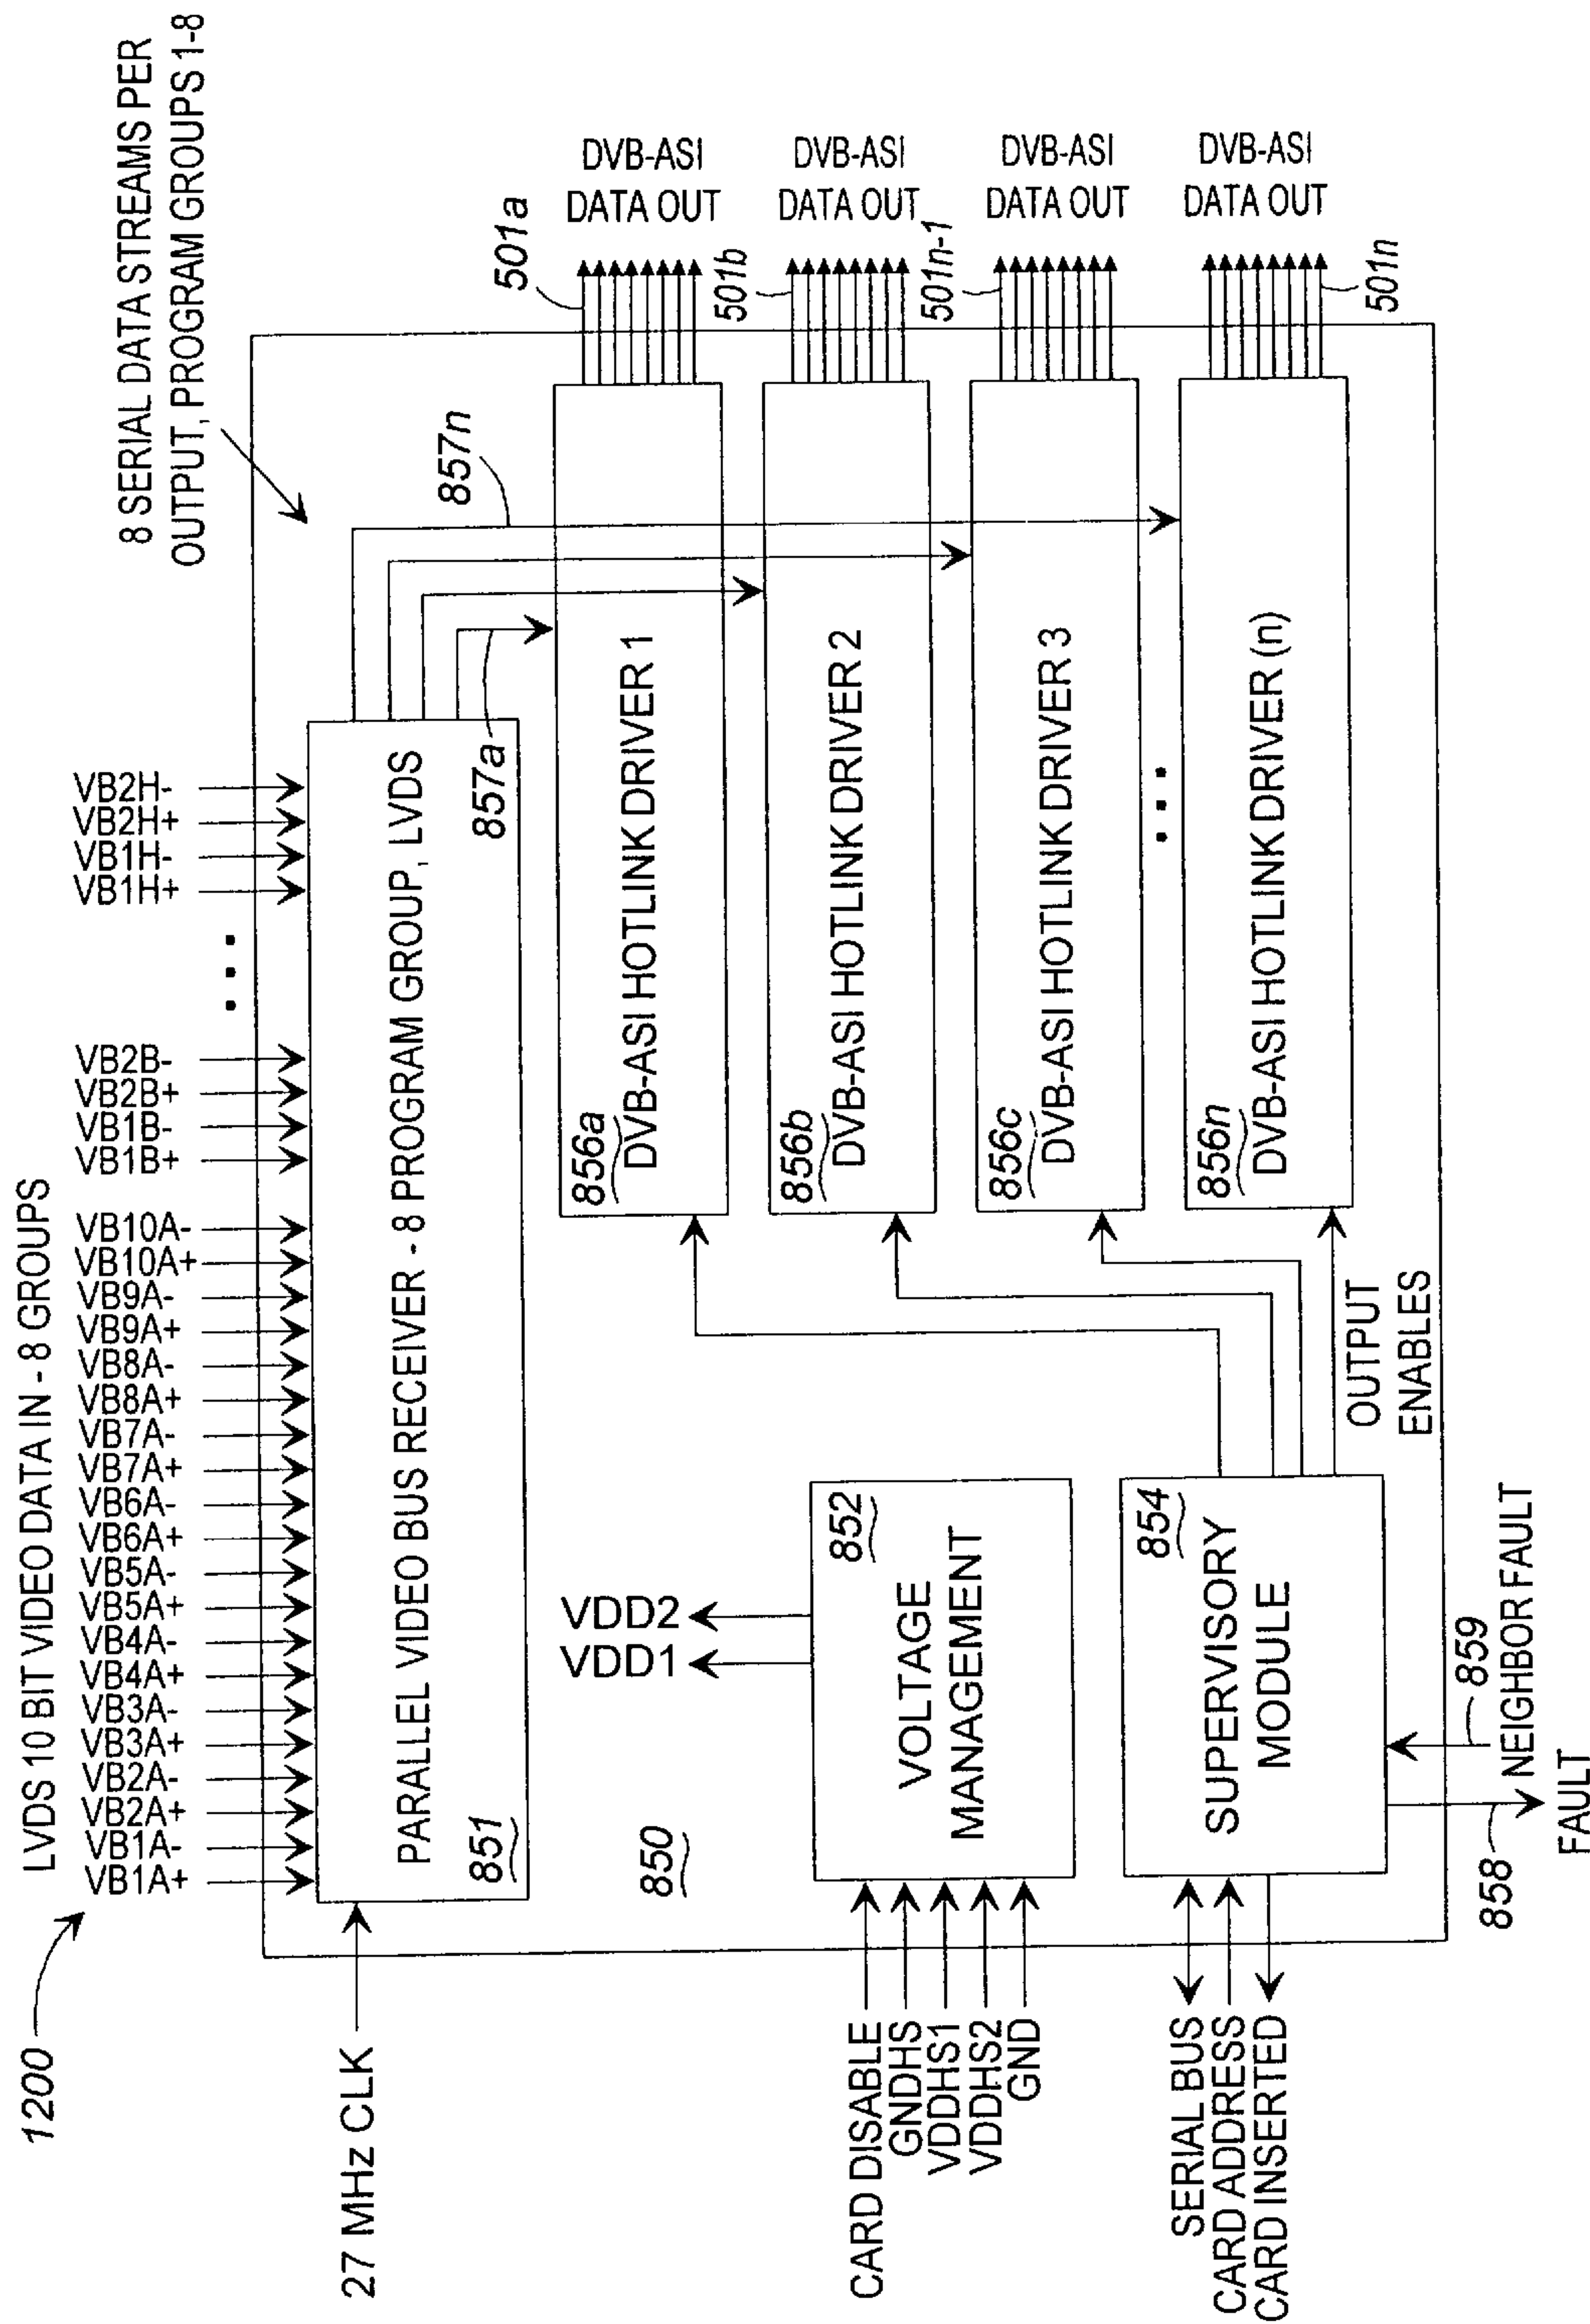 1200
LVDS 10 BIT VIDEO DATA IN - 8 GROUPS
VB1A+
VB1A-
VB2A+
VB2A-
VB3A+
VB3A-
VB4A+
VB4A-
VB5A+
VB5A-
VB6A+
VB6A-
VB7A+
VB7A-
VB8A+
VB8A-
VB9A+
VB9A-
VB10A+
VB10A-
VB1B+
VB1B-
VB2B+
VB2B-
...
VB1H+
VB1H-
VB2H+
VB2H-
8 SERIAL DATA STREAMS PER
OUTPUT, PROGRAM GROUPS 1-8
27 MHz CLK
PARALLEL VIDEO BUS RECEIVER - 8 PROGRAM GROUP, LVDS
851
857a
857n
850
856a
DVB-ASI HOTLINK DRIVER 1
501a
DVB-ASI
DATA OUT
856b
DVB-ASI HOTLINK DRIVER 2
501b
DVB-ASI
DATA OUT
856c
DVB-ASI HOTLINK DRIVER 3
501n-1
DVB-ASI
DATA OUT
...
856n
DVB-ASI HOTLINK DRIVER (n)
501n
DVB-ASI
DATA OUT
VDD1
VDD2
CARD DISABLE
GNDHS
VDDHS1
VDDHS2
GND
852
VOLTAGE
MANAGEMENT
SERIAL BUS
CARD ADDRESS
CARD INSERTED
854
SUPERVISORY
MODULE
OUTPUT
ENABLES
858
FAULT
859
NEIGHBOR FAULT